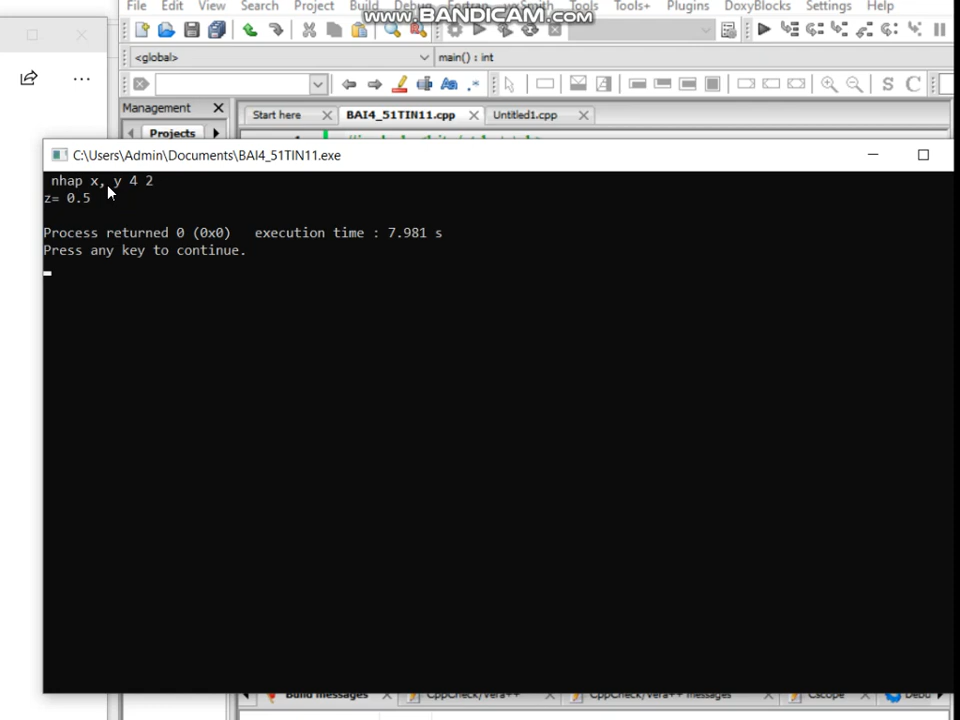 File Edit View Search Project Build Debug Fortran wxSmith Tools Tools+ Plugins DoxyBlocks Settings Help
www.BANDICAM.com
<global> main() : int
Management
Start here BAI4_51TIN11.cpp Untitled1.cpp
Projects
C:\Users\Admin\Documents\BAI4_51TIN11.exe
nhap x, y 4 2
z= 0.5
Process returned 0 (0x0) execution time : 7.981 s
Press any key to continue.
Build messages CppCheck/Vera++ CppCheck/Vera++ messages Cscope Debu